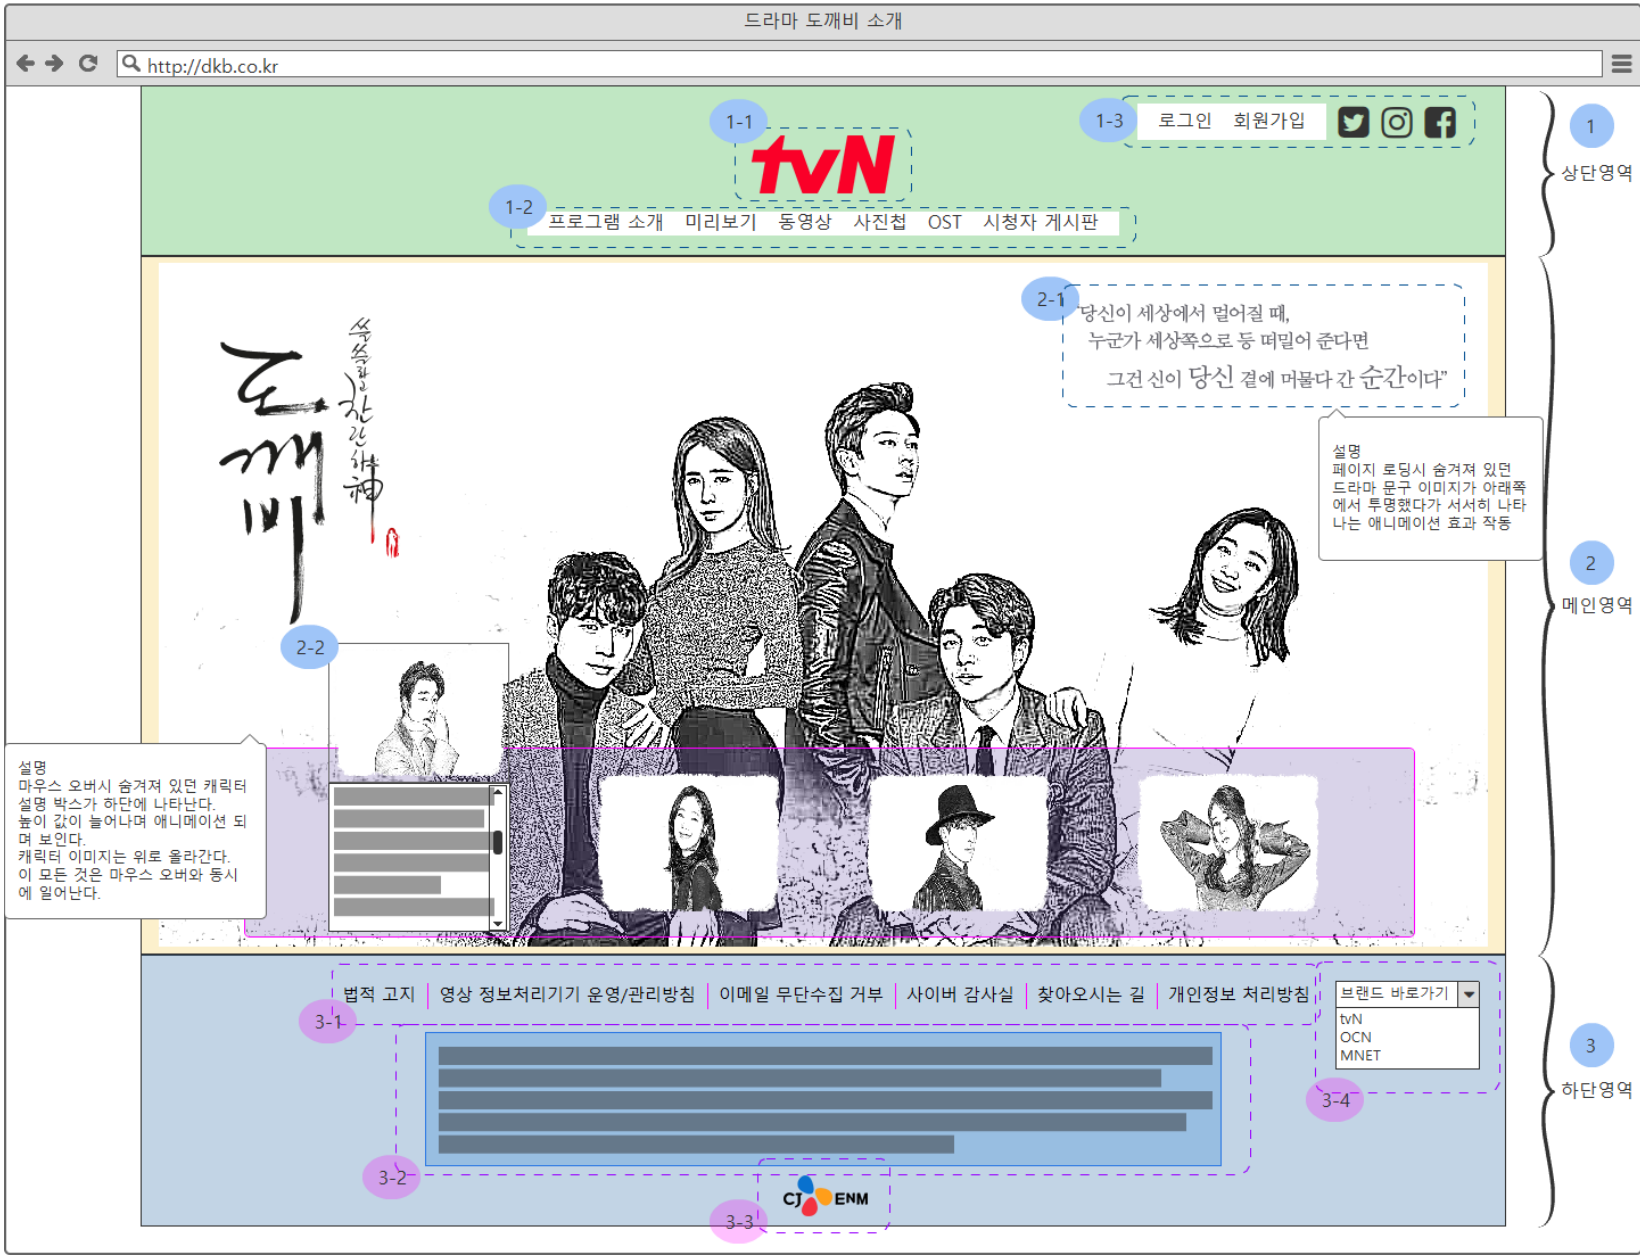 드라마 도깨비 소개
http://dkb.co.kr
1-1
tvN
1-2
프로그램 소개 미리보기 동영상 사진첩 OST 시청자 게시판
1-3
로그인 회원가입
1
상단영역
도깨비
쓸쓸하고 찬란하神
2-1
"당신이 세상에서 멀어질 때,
누군가 세상쪽으로 등 떠밀어 준다면
그건 신이 당신 곁에 머물다 간 순간이다"
설명
페이지 로딩시 숨겨져 있던
드라마 문구 이미지가 아래쪽
에서 투명했다가 서서히 나타
나는 애니메이션 효과 작동
2
메인영역
2-2
설명
마우스 오버시 숨겨져 있던 캐릭터
설명 박스가 하단에 나타난다.
높이 값이 늘어나며 애니메이션 되
며 보인다.
캐릭터 이미지는 위로 올라간다.
이 모든 것은 마우스 오버와 동시
에 일어난다.
법적 고지 영상 정보처리기기 운영/관리방침 이메일 무단수집 거부 사이버 감사실 찾아오시는 길 개인정보 처리방침
3-1
브랜드 바로가기
tvN
OCN
MNET
3-4
3
하단영역
3-2
CJ ENM
3-3